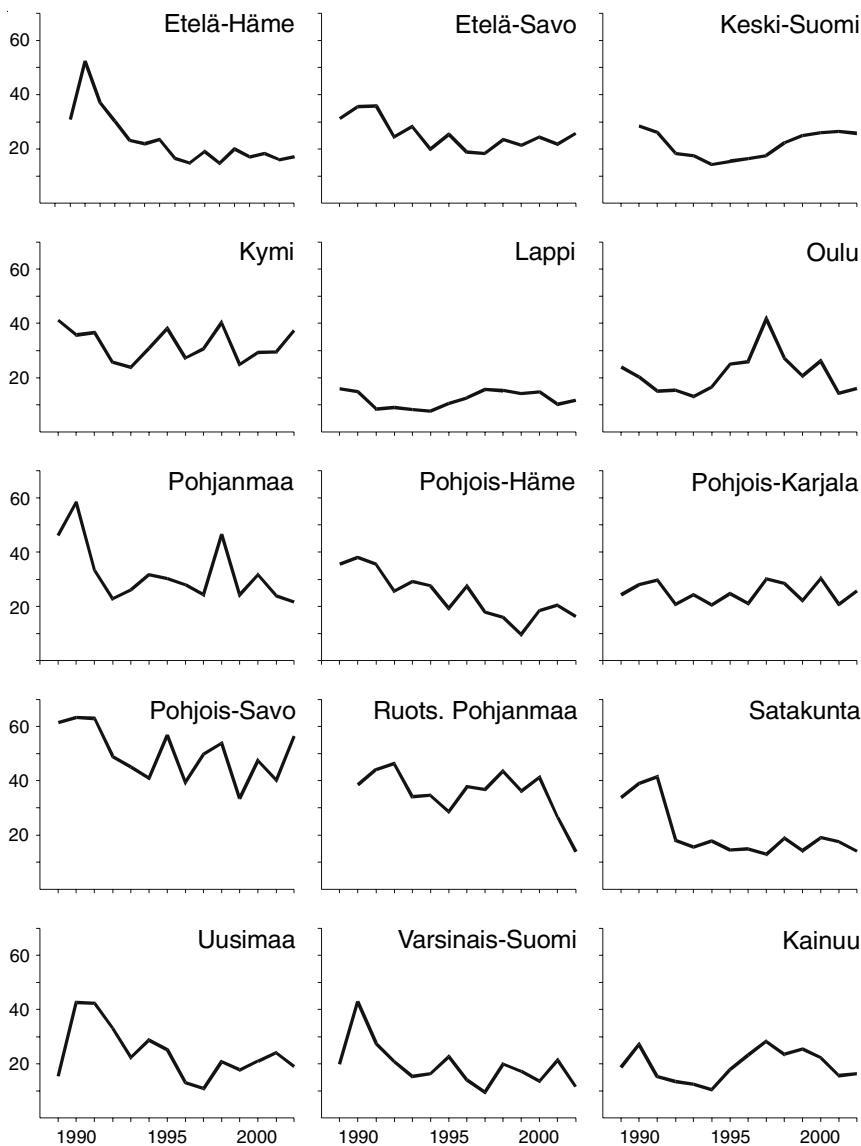 Etelä-Häme Etelä-Savo Keski-Suomi
60
40
20
Kymi Lappi Oulu
60
40
20
Pohjanmaa Pohjois-Häme Pohjois-Karjala
60
40
20
Pohjois-Savo Ruots. Pohjanmaa Satakunta
60
40
20
Uusimaa Varsinais-Suomi Kainuu
60
40
20
1990 1995 2000 1990 1995 2000 1990 1995 2000